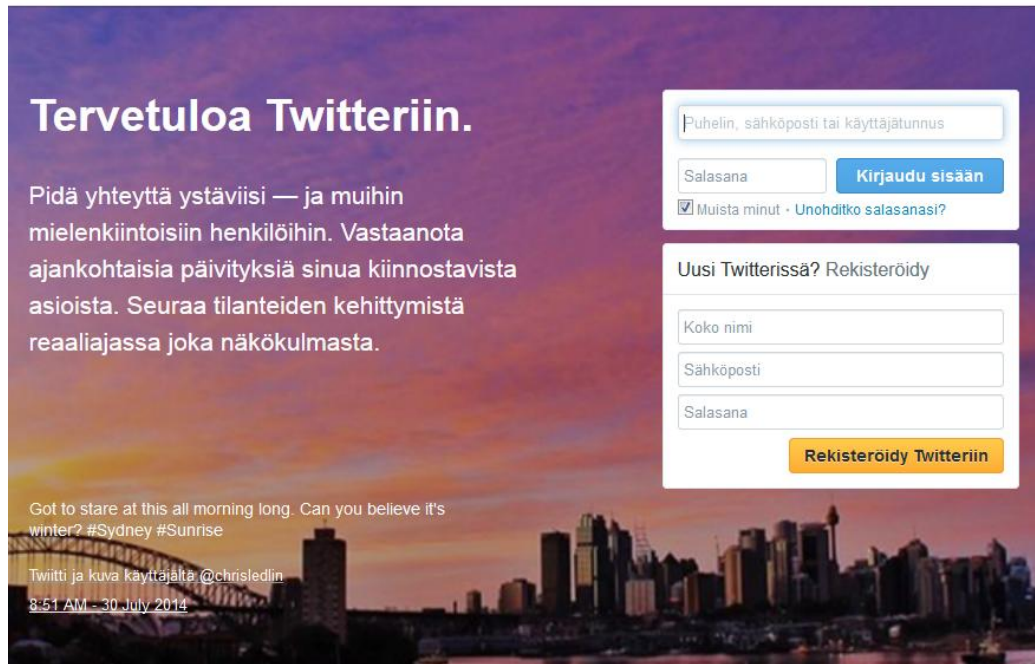 Tervetuloa Twitteriin.
Pidä yhteyttä ystäviisi — ja muihin
mielenkiintoisiin henkilöihin. Vastaanota
ajankohtaisia päivityksiä sinua kiinnostavista
asioista. Seuraa tilanteiden kehittymistä
reaaliajassa joka näkökulmasta.
Got to stare at this all morning long. Can you believe it's
winter? #Sydney #Sunrise
Twiitti ja kuva käyttäjältä @chrisledlin
8:51 AM - 30 July 2014
Puhelin, sähköposti tai käyttäjätunnus
Salasana
Kirjaudu sisään
Muista minut · Unohditko salasanasi?
Uusi Twitterissä? Rekisteröidy
Koko nimi
Sähköposti
Salasana
Rekisteröidy Twitteriin